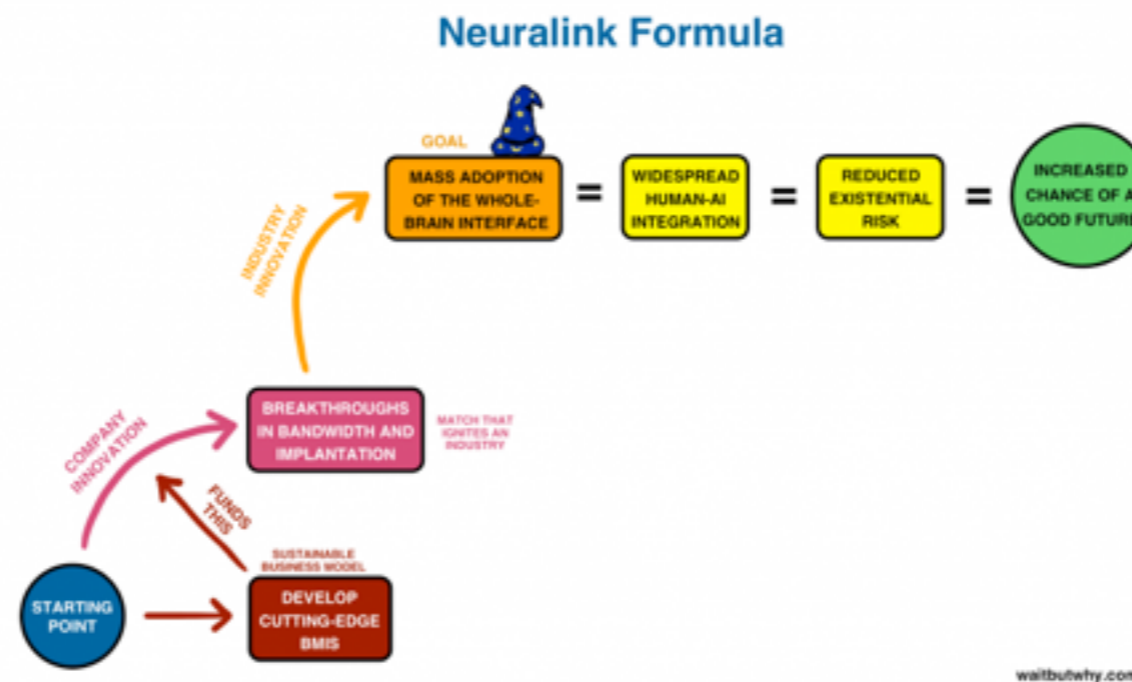 Neuralink Formula
GOAL
MASS ADOPTION
OF THE WHOLE-
BRAIN INTERFACE
=
WIDESPREAD
HUMAN-AI
INTEGRATION
=
REDUCED
EXISTENTIAL
RISK
=
INCREASED
CHANCE OF A
GOOD FUTURE
INDUSTRY
INNOVATION
BREAKTHROUGHS
IN BANDWIDTH AND
IMPLANTATION
MATCH THAT
IGNITES AN
INDUSTRY
COMPANY
INNOVATION
FUNDS
THIS
SUSTAINABLE
BUSINESS MODEL
STARTING
POINT
DEVELOP
CUTTING-EDGE
BMIS
waitbutwhy.com